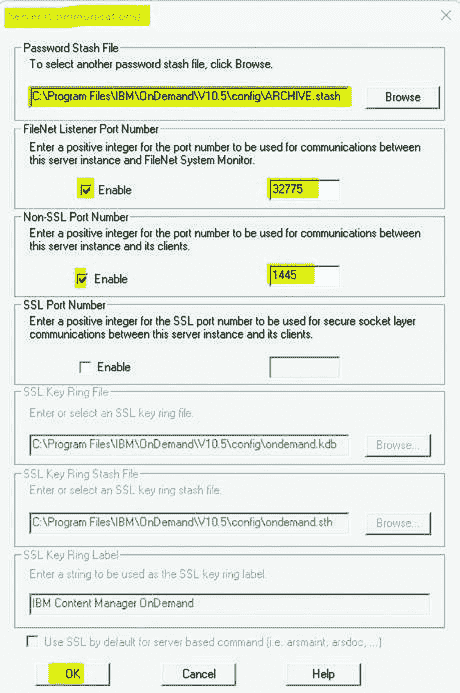 Server (Communications)
Password Stash File
To select another password stash file, click Browse.
C:\Program Files\IBM\OnDemand\V10.5\config\ARCHIVE.stash
Browse
FileNet Listener Port Number
Enter a positive integer for the port number to be used for communications between
this server instance and FileNet System Monitor.
Enable
32775
Non-SSL Port Number
Enter a positive integer for the port number to be used for communications between
this server instance and its clients.
Enable
1445
SSL Port Number
Enter a positive integer for the SSL port number to be used for secure socket layer
communications between this server instance and its clients.
Enable
SSL Key Ring File
Enter or select an SSL key ring file.
C:\Program Files\IBM\OnDemand\V10.5\config\ondemand.kdb
Browse...
SSL Key Ring Stash File
Enter or select an SSL key ring stash file.
C:\Program Files\IBM\OnDemand\V10.5\config\ondemand.sth
Browse...
SSL Key Ring Label
Enter a string to be used as the SSL key ring label.
IBM Content Manager OnDemand
Use SSL by default for server based command (i.e. arsmaint, arsdoc, ...)
OK
Cancel
Help